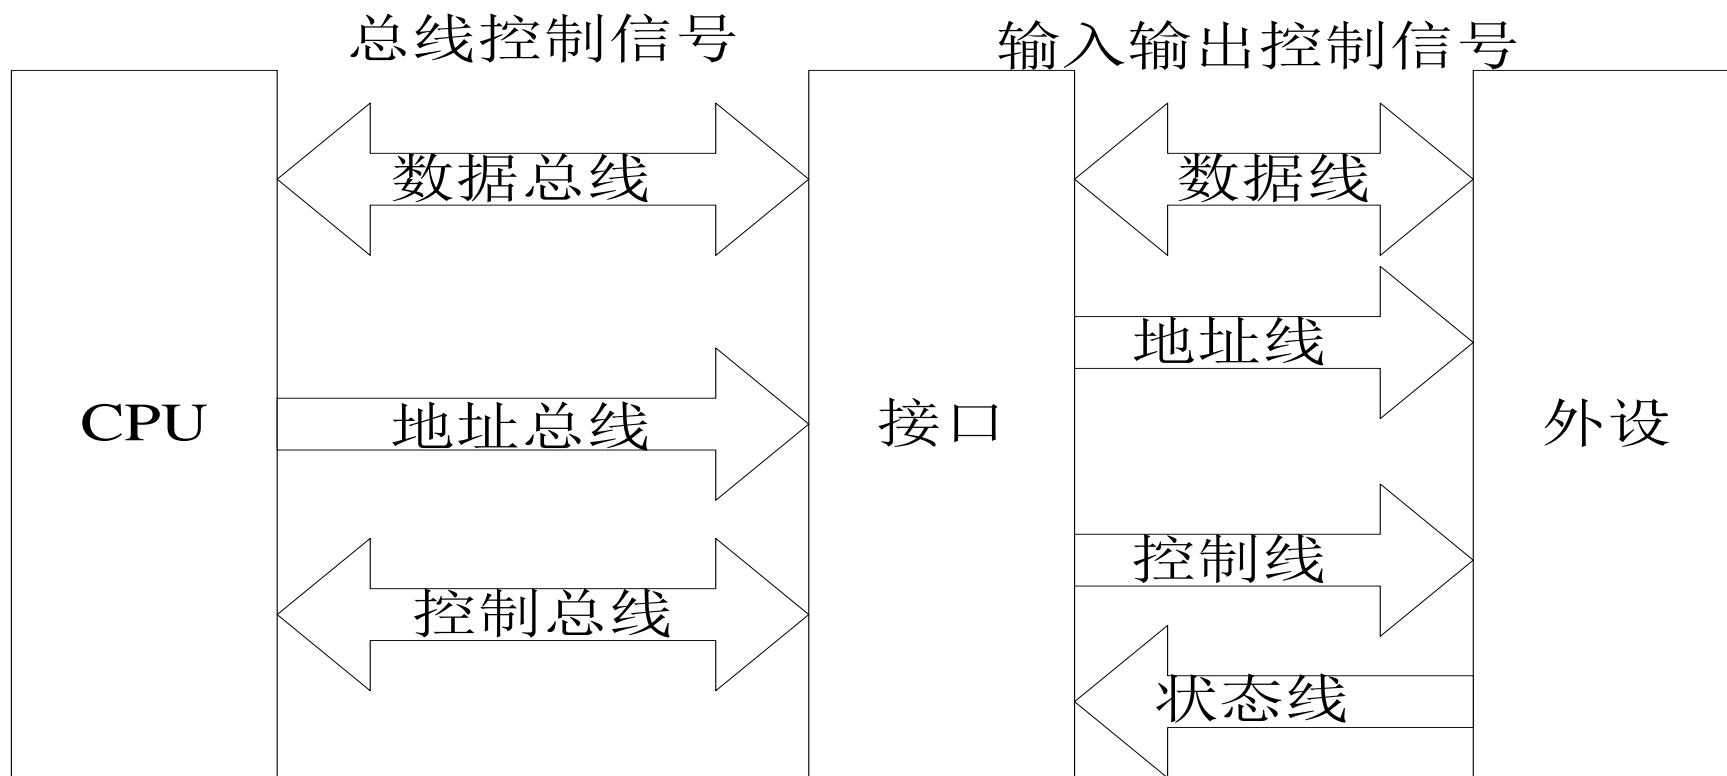 总线控制信号
输入输出控制信号
数据总线
数据线
地址线
CPU
地址总线
接口
外设
控制线
控制总线
状态线